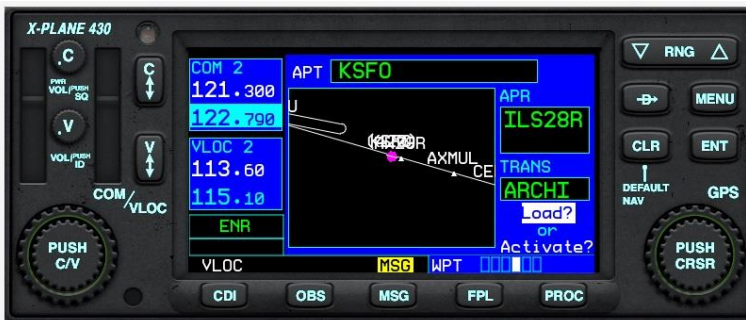 X-PLANE 430
C
PWR
VOL PUSH
SQ
V
VOL PUSH
ID
C
V
COM/VLOC
PUSH
C/V
COM 2
121.300
122.790
VLOC 2
113.60
115.10
ENR
VLOC
MSG
WPT
APT KSFO
U
AXMUL
CE
APR
ILS28R
TRANS
ARCHI
Load?
or
Activate?
RNG
D
MENU
CLR
ENT
DEFAULT
NAV
GPS
PUSH
CRSR
CDI
OBS
MSG
FPL
PROC